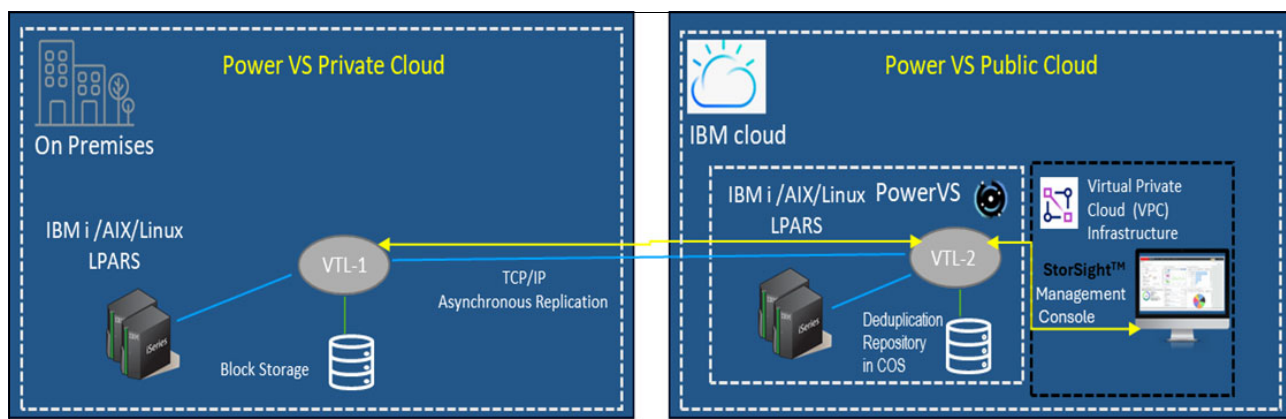 Power VS Private Cloud
On Premises
IBM i /AIX/Linux
LPARS
VTL-1
TCP/IP
Asynchronous Replication
iSeries
Block Storage
Power VS Public Cloud
IBM cloud
IBM i /AIX/Linux PowerVS
LPARS
VTL-2
iSeries
Deduplication
Repository
in COS
Virtual Private
Cloud (VPC)
Infrastructure
StorSight™
Management
Console